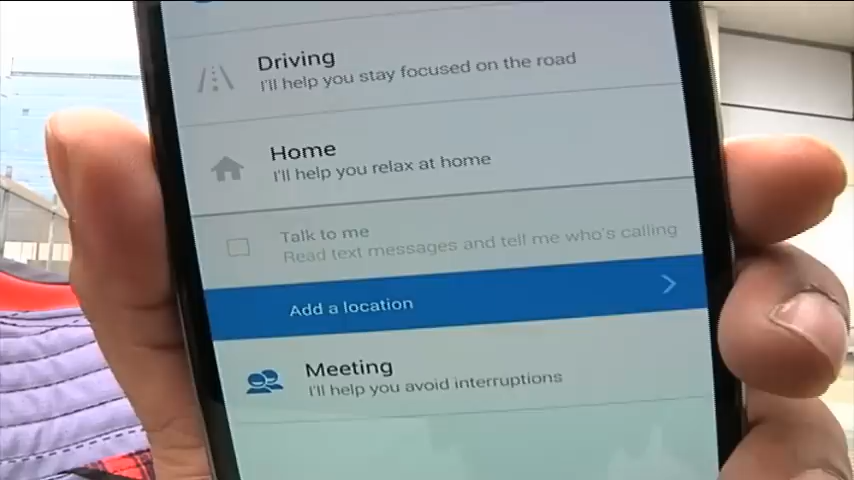 Driving
I'll help you stay focused on the road
Home
I'll help you relax at home
Talk to me
Read text messages and tell me who's calling
Add a location
Meeting
I'll help you avoid interruptions